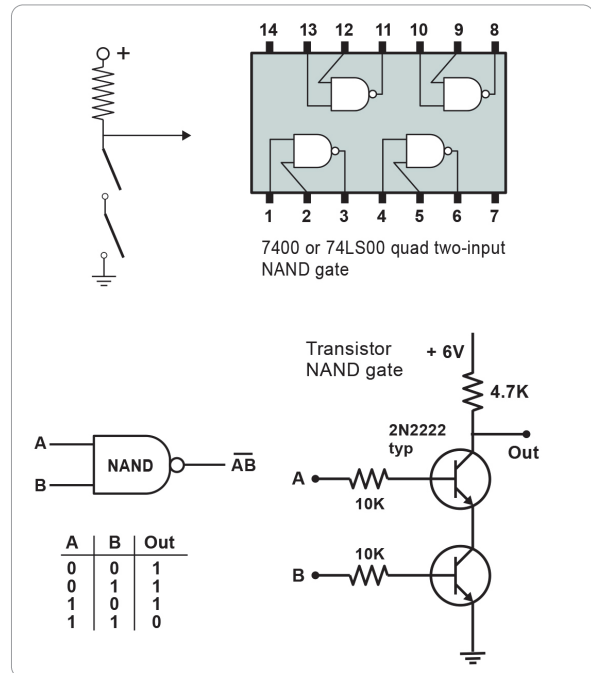 +
14 13 12 11 10 9 8
1 2 3 4 5 6 7
7400 or 74LS00 quad two-input
NAND gate
Transistor
NAND gate
+ 6V
4.7K
2N2222
typ
Out
A
10K
10K
B
A
B
NAND
A̅B̅
A B Out
0 0 1
0 1 1
1 0 1
1 1 0